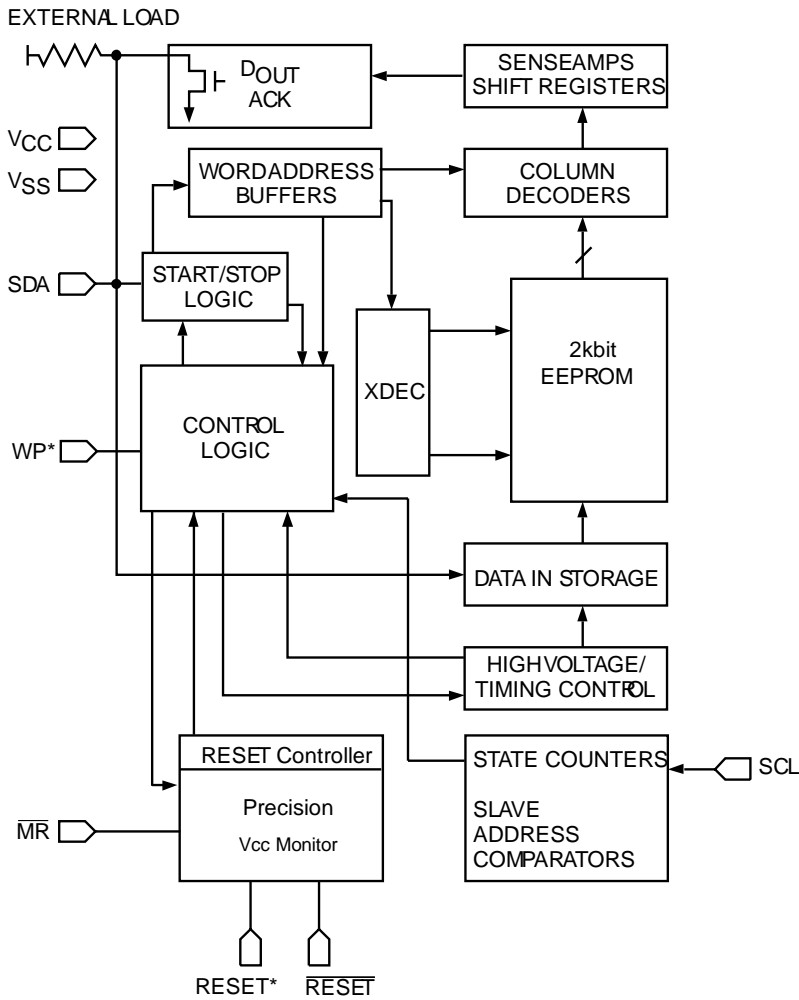 EXTERNAL LOAD
DOUT
ACK
SENSEAMPS
SHIFT REGISTERS
VCC
VSS
WORDADDRESS
BUFFERS
COLUMN
DECODERS
SDA
START/STOP
LOGIC
2kbit
EEPROM
XDEC
CONTROL
LOGIC
WP*
DATA IN STORAGE
HIGHVOLTAGE/
TIMING CONTROL
RESET Controller
Precision
Vcc Monitor
STATE COUNTERS
SLAVE
ADDRESS
COMPARATORS
SCL
M̅R̅
RESET*
R̅E̅S̅E̅T̅